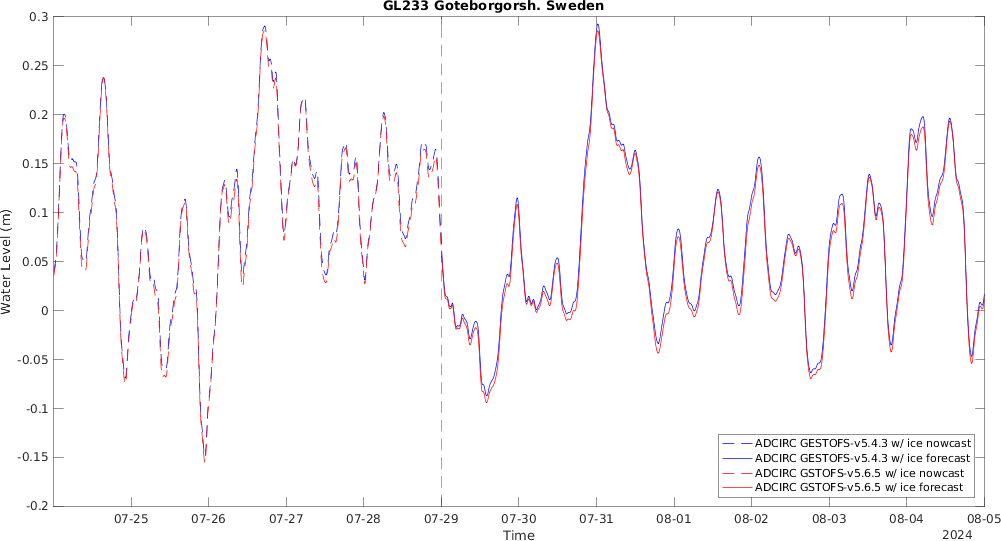 GL233 Goteborgorsh. Sweden
0.3
0.25
0.2
0.15
0.1
0.05
0
-0.05
-0.1
-0.15
-0.2
Water Level (m)
ADCIRC GESTOFS-v5.4.3 w/ ice nowcast
ADCIRC GESTOFS-v5.4.3 w/ ice forecast
ADCIRC GSTOFS-v5.6.5 w/ ice nowcast
ADCIRC GSTOFS-v5.6.5 w/ ice forecast
07-25 07-26 07-27 07-28 07-29 07-30 07-31 08-01 08-02 08-03 08-04 08-05
Time
2024